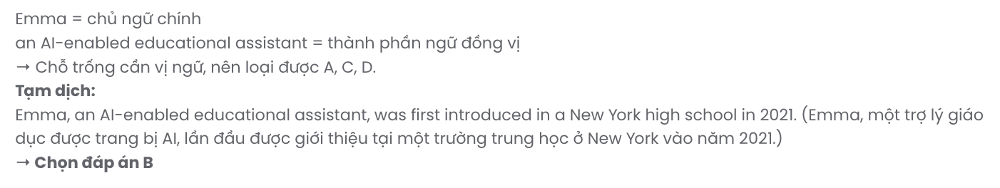 Emma = chủ ngữ chính
an AI-enabled educational assistant = thành phần ngữ đồng vị
→ Chỗ trống cần vị ngữ, nên loại được A, C, D.
Tạm dịch:
Emma, an AI-enabled educational assistant, was first introduced in a New York high school in 2021. (Emma, một trợ lý giáo
dục được trang bị AI, lần đầu được giới thiệu tại một trường trung học ở New York vào năm 2021.)
→ Chọn đáp án B